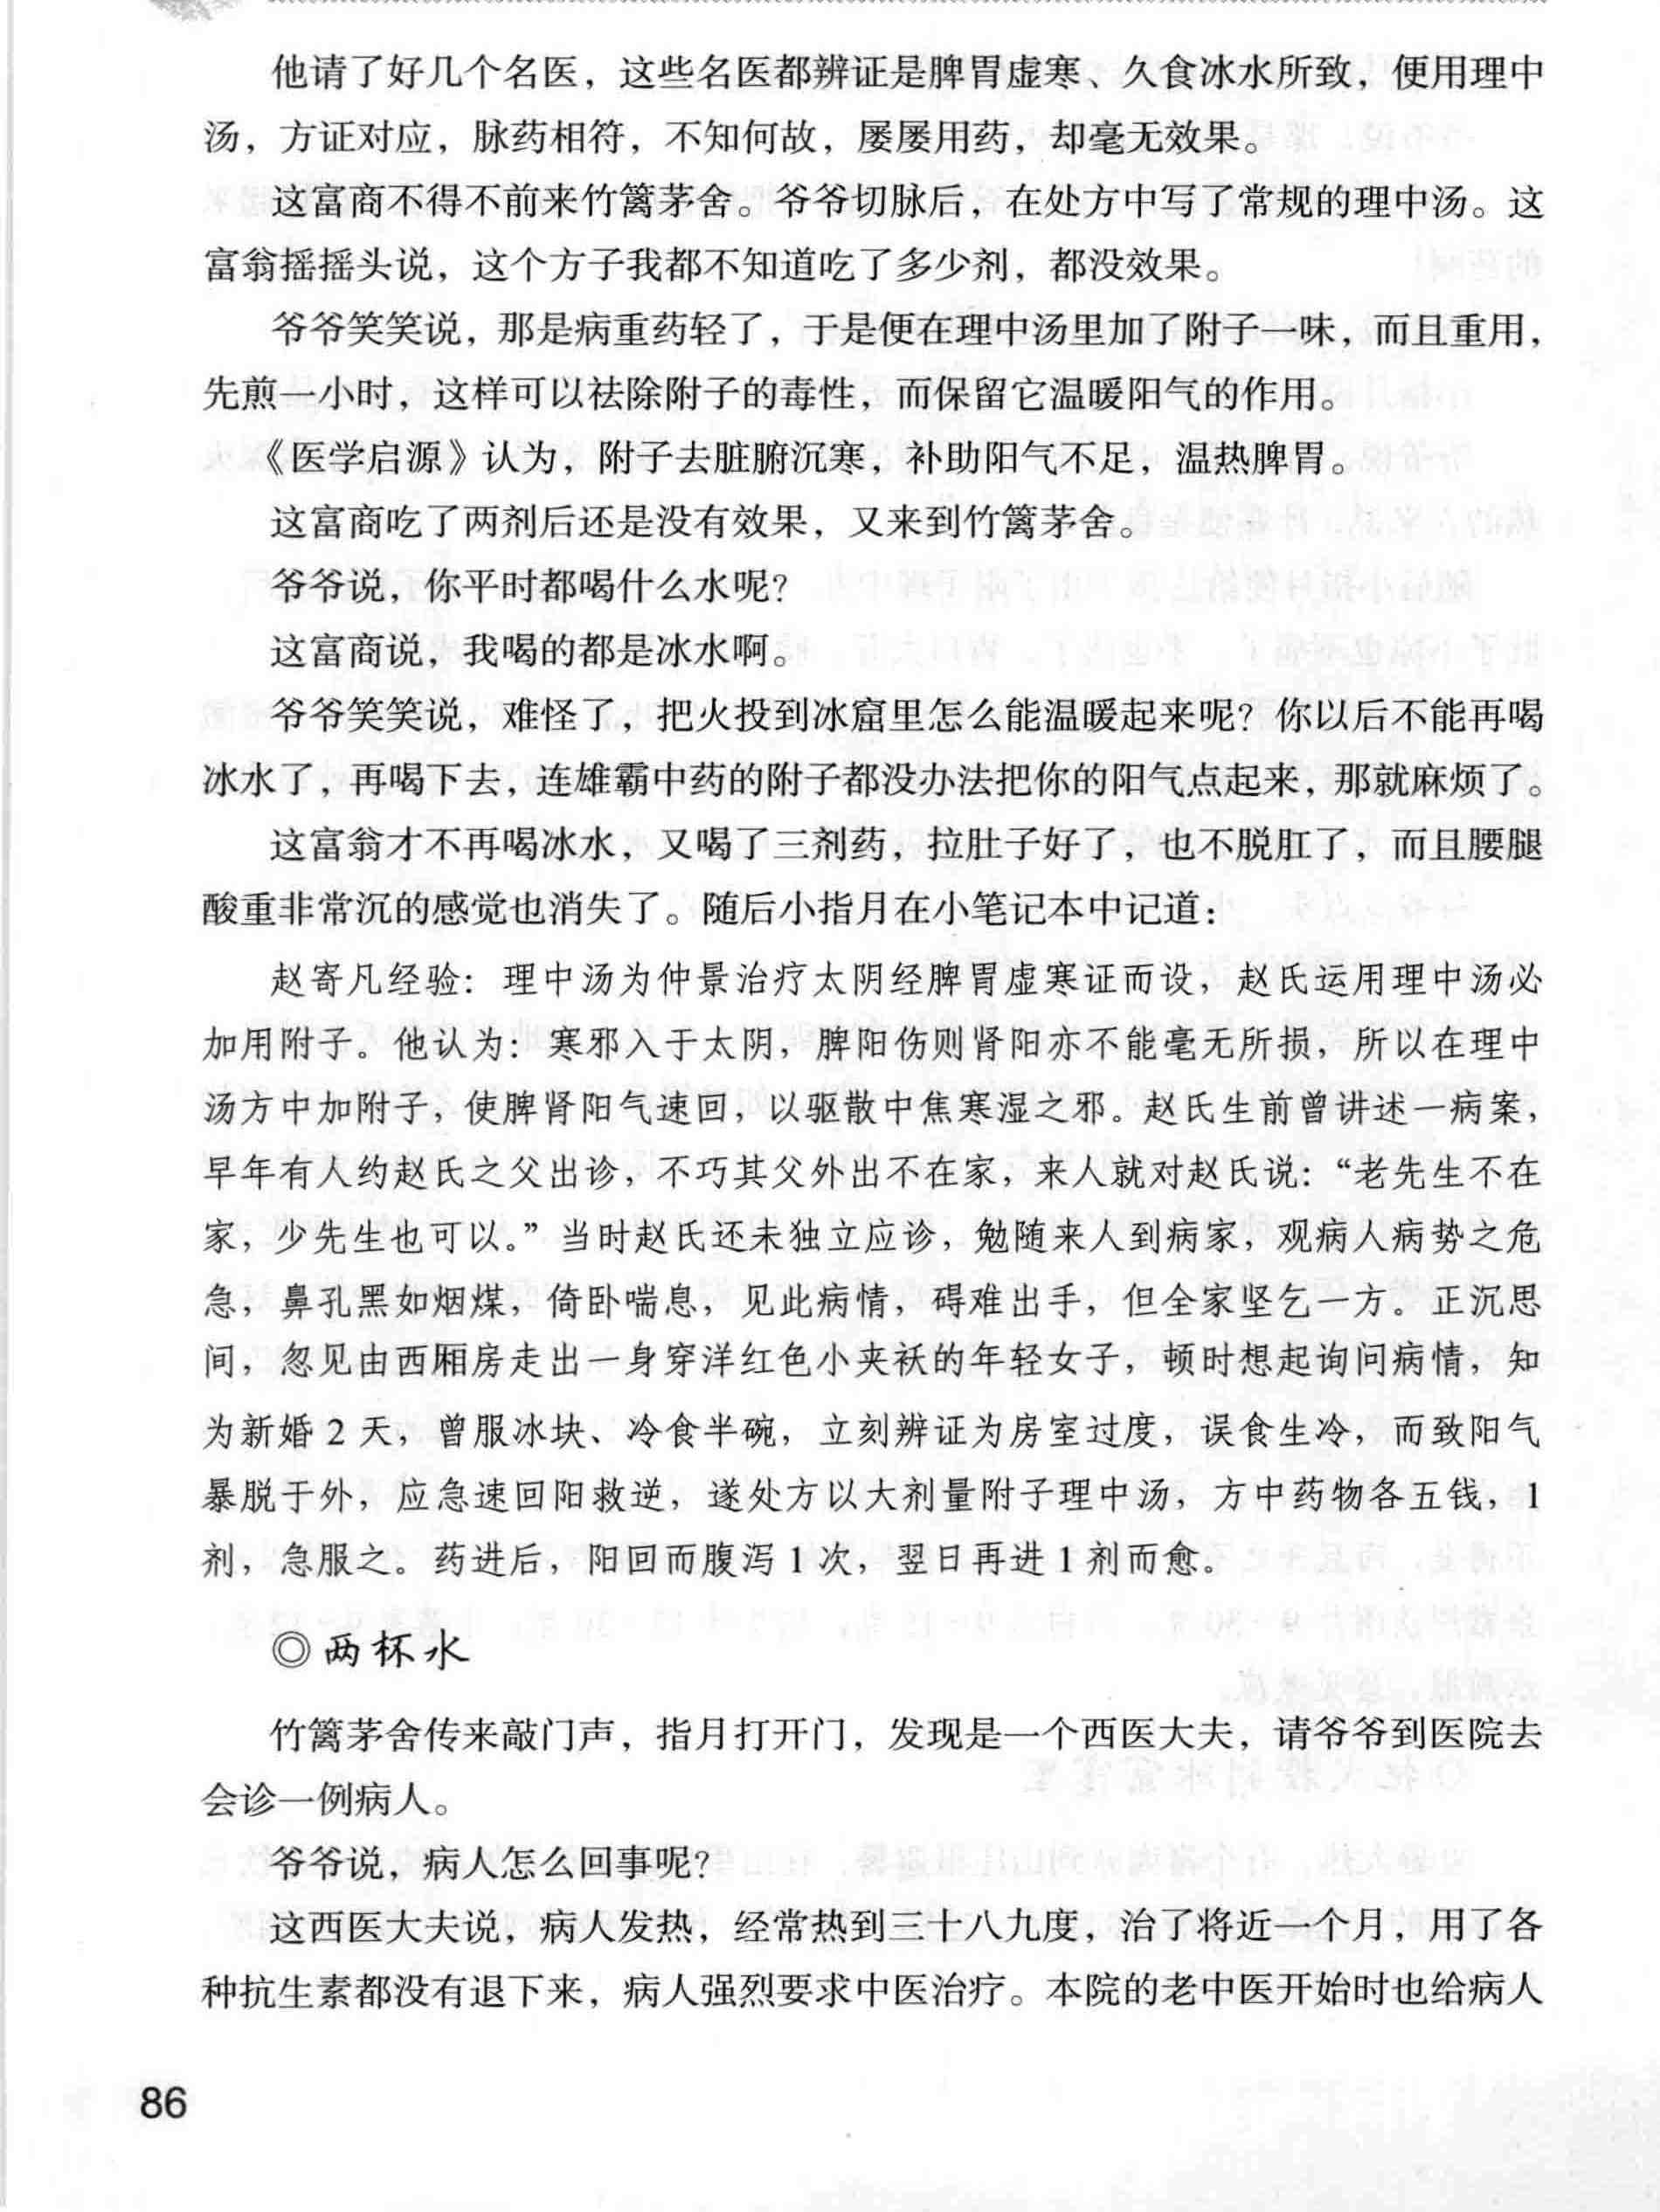 他请了好几个名医，这些名医都辨证是脾胃虚寒、久食冰水所致，便用理中
汤，方证对应，脉药相符，不知何故，屡屡用药，却毫无效果。
这富商不得不前来竹篱茅舍。爷爷切脉后，在处方中写了常规的理中汤。这
富翁摇摇头说，这个方子我都不知道吃了多少剂，都没效果。
爷爷笑笑说，那是病重药轻了，于是便在理中汤里加了附子一味，而且重用，
先煎一小时，这样可以祛除附子的毒性，而保留它温暖阳气的作用。
《医学启源》认为，附子去脏腑沉寒，补助阳气不足，温热脾胃。
这富商吃了两剂后还是没有效果，又来到竹篱茅舍。
爷爷说，你平时都喝什么水呢？
这富商说，我喝的都是冰水啊。
爷爷笑笑说，难怪了，把火投到冰窟里怎么能温暖起来呢？你以后不能再喝
冰水了，再喝下去，连雄霸中药的附子都没办法把你的阳气点起来，那就麻烦了。
这富翁才不再喝冰水，又喝了三剂药，拉肚子好了，也不脱肛了，而且腰腿
酸重非常沉的感觉也消失了。随后小指月在小笔记本中记道：
赵寄凡经验：理中汤为仲景治疗太阴经脾胃虚寒证而设，赵氏运用理中汤必
加用附子。他认为：寒邪入于太阴，脾阳伤则肾阳亦不能毫无所损，所以在理中
汤方中加附子，使脾肾阳气速回，以驱散中焦寒湿之邪。赵氏生前曾讲述一病案，
早年有人约赵氏之父出诊，不巧其父外出不在家，来人就对赵氏说：“老先生不在
家，少先生也可以。”当时赵氏还未独立应诊，勉随来人到病家，观病人病势之危
急，鼻孔黑如烟煤，倚卧喘息，见此病情，碍难出手，但全家坚乞一方。正沉思
间，忽见由西厢房走出一身穿洋红色小夹袄的年轻女子，顿时想起询问病情，知
为新婚 2 天，曾服冰块、冷食半碗，立刻辨证为房室过度，误食生冷，而致阳气
暴脱于外，应急速回阳救逆，遂处方以大剂量附子理中汤，方中药物各五钱，1
剂，急服之。药进后，阳回而腹泻 1 次，翌日再进 1 剂而愈。
◎两杯水
竹篱茅舍传来敲门声，指月打开门，发现是一个西医大夫，请爷爷到医院去
会诊一例病人。
爷爷说，病人怎么回事呢？
这西医大夫说，病人发热，经常热到三十八九度，治了将近一个月，用了各
种抗生素都没有退下来，病人强烈要求中医治疗。本院的老中医开始时也给病人
86